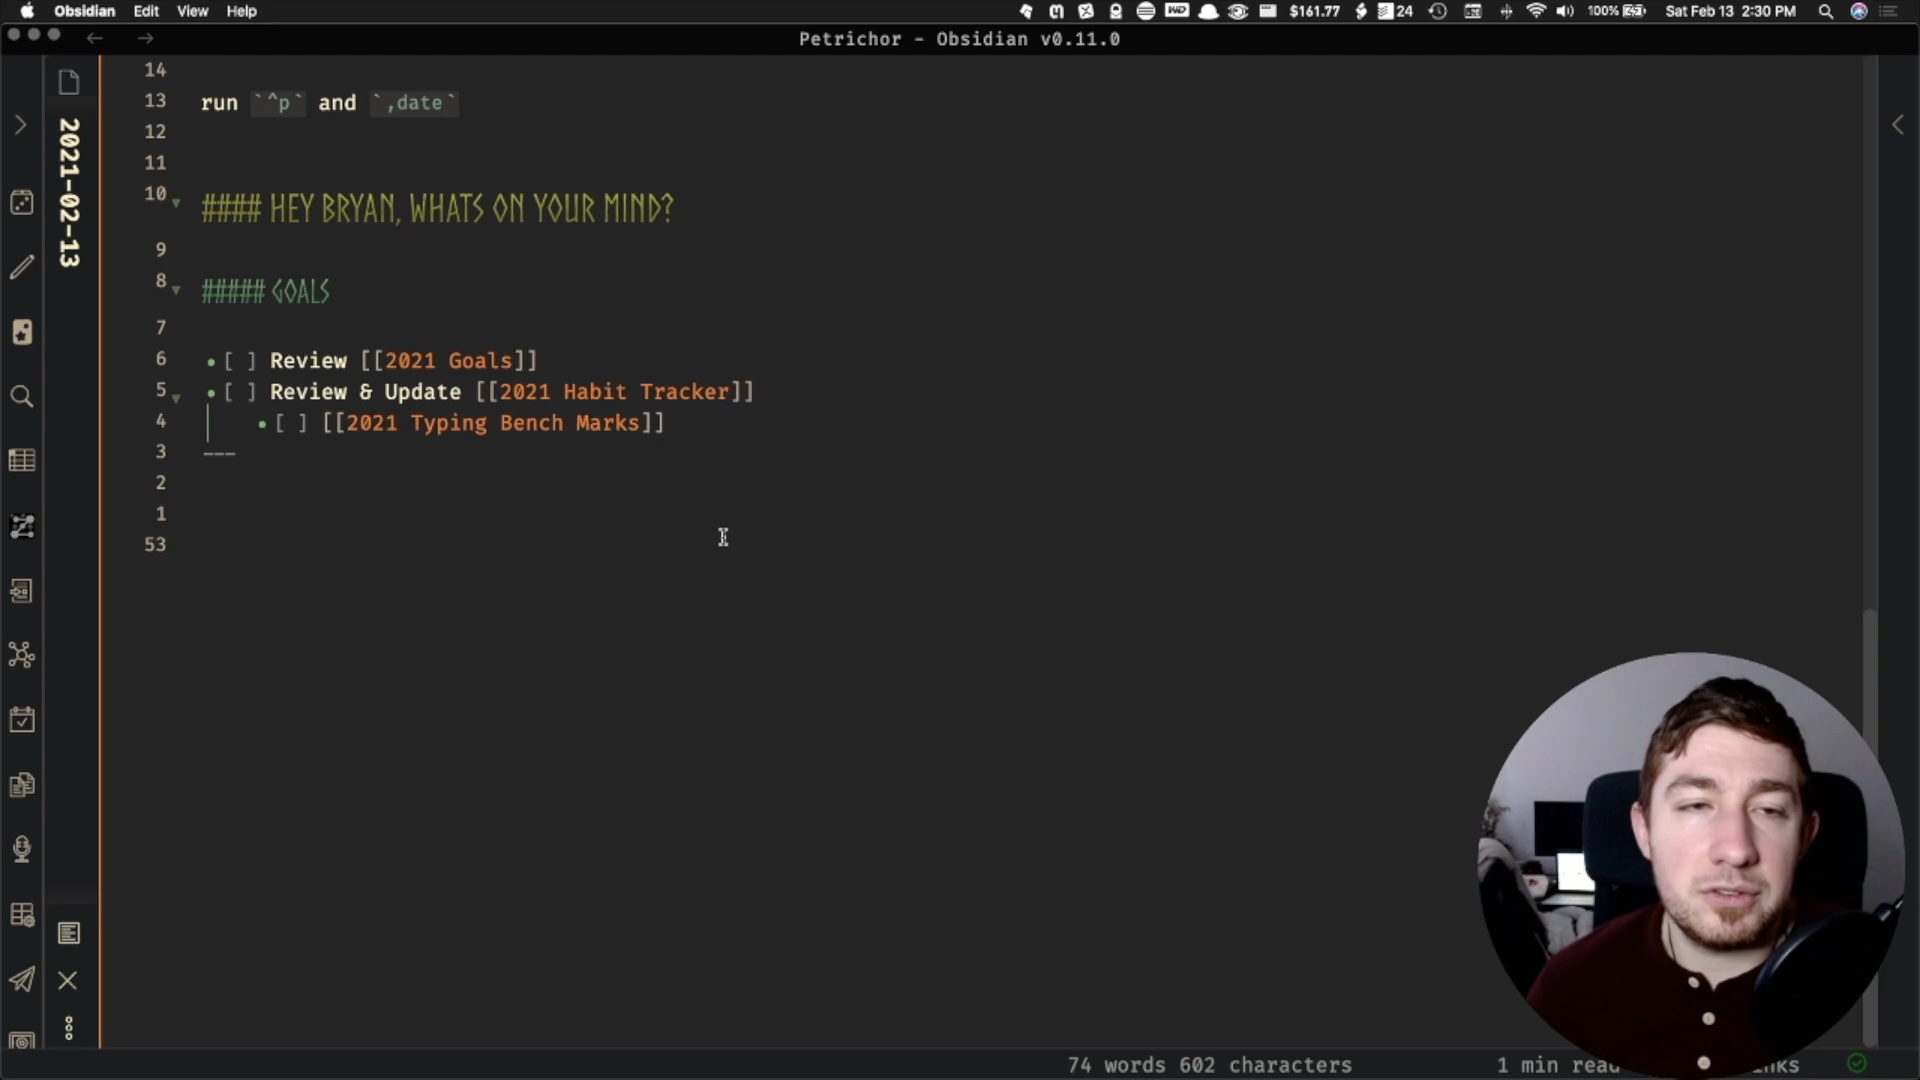 Obsidian Edit View Help $161.77 24 100% Sat Feb 13 2:30 PM
Petrichor - Obsidian v0.11.0
2021-02-13
14
13 run `^p` and `,date`
12
11
10 #### HEY BRYAN, WHATS ON YOUR MIND?
9
8 ##### GOALS
7
6 [ ] Review [[2021 Goals]]
5 [ ] Review & Update [[2021 Habit Tracker]]
4 [ ] [[2021 Typing Bench Marks]]
3 ---
2
1
53
74 words 602 characters 1 min read